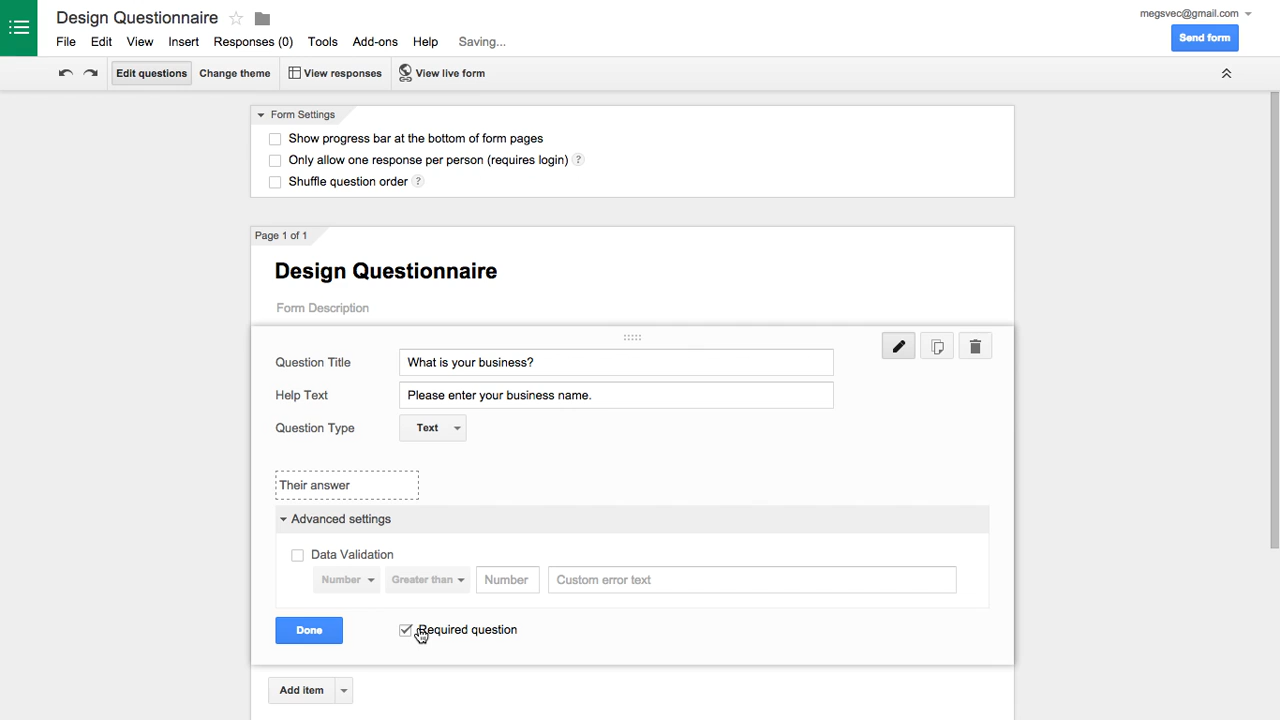 Design Questionnaire
megsvec@gmail.com
File Edit View Insert Responses (0) Tools Add-ons Help Saving...
Send form
Edit questions Change theme View responses View live form
Form Settings
Show progress bar at the bottom of form pages
Only allow one response per person (requires login) ?
Shuffle question order ?
Page 1 of 1
Design Questionnaire
Form Description
Question Title What is your business?
Help Text Please enter your business name.
Question Type Text
Their answer
Advanced settings
Data Validation
Number Greater than Number Custom error text
Done Required question
Add item